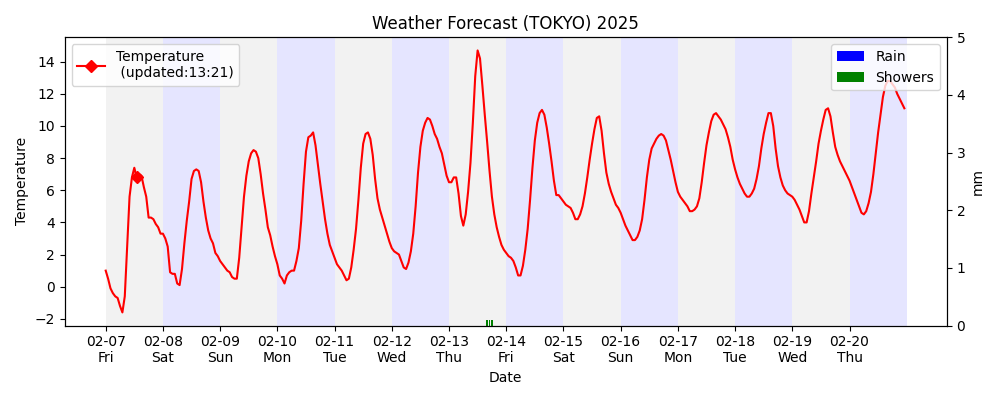 Weather Forecast (TOKYO) 2025
Temperature
(updated:13:21)
Rain
Showers
Temperature
14
12
10
8
6
4
2
0
−2
5
4
3
2
1
0
mm
02-07 02-08 02-09 02-10 02-11 02-12 02-13 02-14 02-15 02-16 02-17 02-18 02-19 02-20
Fri Sat Sun Mon Tue Wed Thu Fri Sat Sun Mon Tue Wed Thu
Date